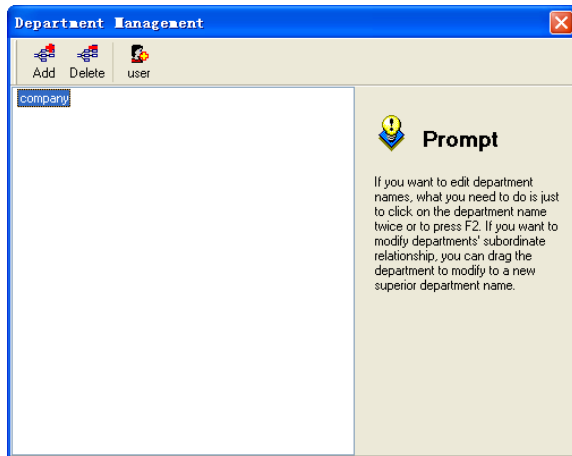 Department Management
Add Delete user
company
Prompt
If you want to edit department
names, what you need to do is just
to click on the department name
twice or to press F2. If you want to
modify departments' subordinate
relationship, you can drag the
department to modify to a new
superior department name.